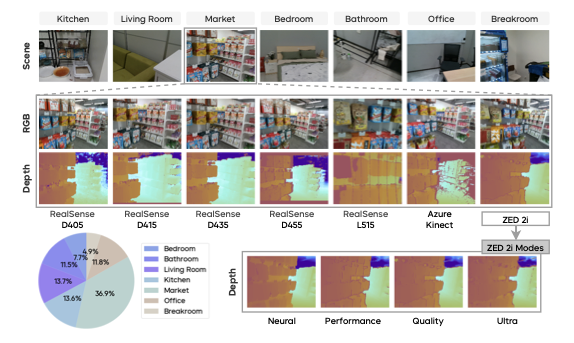 Kitchen Living Room Market Bedroom Bathroom Office Breakroom
Scene
RGB
Depth
RealSense D405
RealSense D415
RealSense D435
RealSense D455
RealSense L515
Azure Kinect
ZED 2i
ZED 2i Modes
4.9%
7.7%
11.8%
11.5%
13.7%
13.6%
36.9%
Bedroom
Bathroom
Living Room
Kitchen
Market
Office
Breakroom
Depth
Neural Performance Quality Ultra